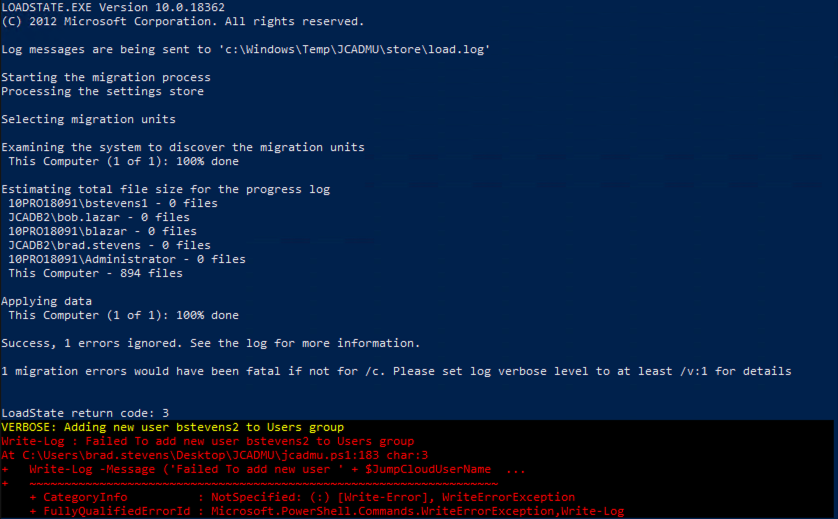 LOADSTATE.EXE Version 10.0.18362
(C) 2012 Microsoft Corporation. All rights reserved.
Log messages are being sent to 'c:\Windows\Temp\JCADMU\store\load.log'
Starting the migration process
Processing the settings store
Selecting migration units
Examining the system to discover the migration units
This Computer (1 of 1): 100% done
Estimating total file size for the progress log
10PRO18091\bstevens1 - 0 files
JCADB2\bob.lazar - 0 files
10PRO18091\blazar - 0 files
JCADB2\brad.stevens - 0 files
10PRO18091\Administrator - 0 files
This Computer - 894 files
Applying data
This Computer (1 of 1): 100% done
Success, 1 errors ignored. See the log for more information.
1 migration errors would have been fatal if not for /c. Please set log verbose level to at least /v:1 for details
LoadState return code: 3
VERBOSE: Adding new user bstevens2 to Users group
Write-Log : Failed To add new user bstevens2 to Users group
At C:\Users\brad.stevens\Desktop\JCADMU\jcadmu.ps1:183 char:3
+   Write-Log -Message ('Failed To add new user ' + $JumpCloudUserName  ...
+   ~~~~~~~~~~~~~~~~~~~~~~~~~~~~~~~~~~~~~~~~~~~~~~~~~~~~~~~~~~~~~~~~~~~
+ CategoryInfo          : NotSpecified: (:) [Write-Error], WriteErrorException
+ FullyQualifiedErrorId : Microsoft.PowerShell.Commands.WriteErrorException,Write-Log